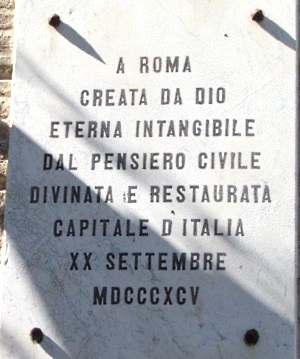 A ROMA
CREATA DA DIO
ETERNA INTANGIBILE
DAL PENSIERO CIVILE
DIVINATA E RESTAURATA
CAPITALE D'ITALIA
XX SETTEMBRE
MDCCCXCV